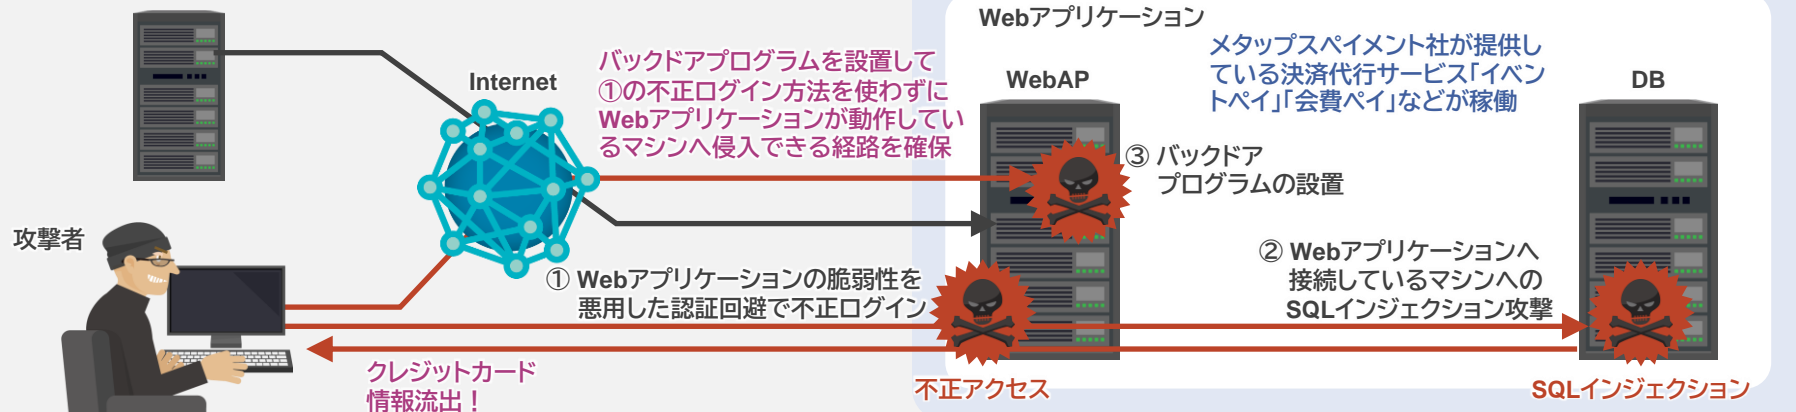 Webアプリケーション
Internet
バックドアプログラムを設置して
①の不正ログイン方法を使わずに
Webアプリケーションが動作してい
るマシンへ侵入できる経路を確保
WebAP
メタップスペイメント社が提供し
ている決済代行サービス「イベン
トペイ」「会費ペイ」などが稼働
DB
③ バックドア
プログラムの設置
攻撃者
① Webアプリケーションの脆弱性を
悪用した認証回避で不正ログイン
② Webアプリケーションへ
接続しているマシンへの
SQLインジェクション攻撃
クレジットカード
情報流出！
不正アクセス
SQLインジェクション